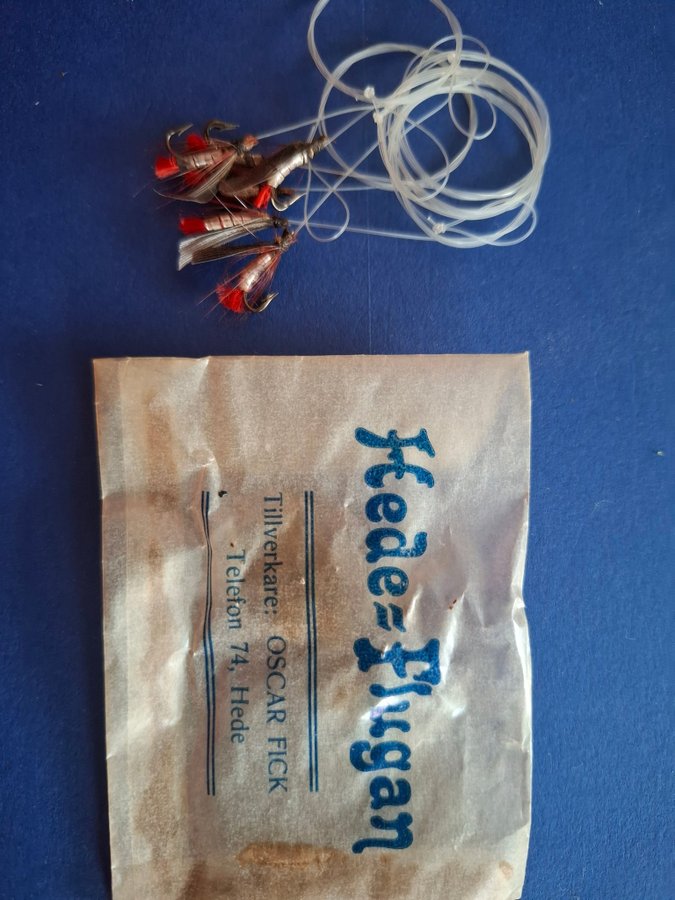 Hede=Flugan
Tillverkare: OSCAR FICK
Telefon 74, Hede